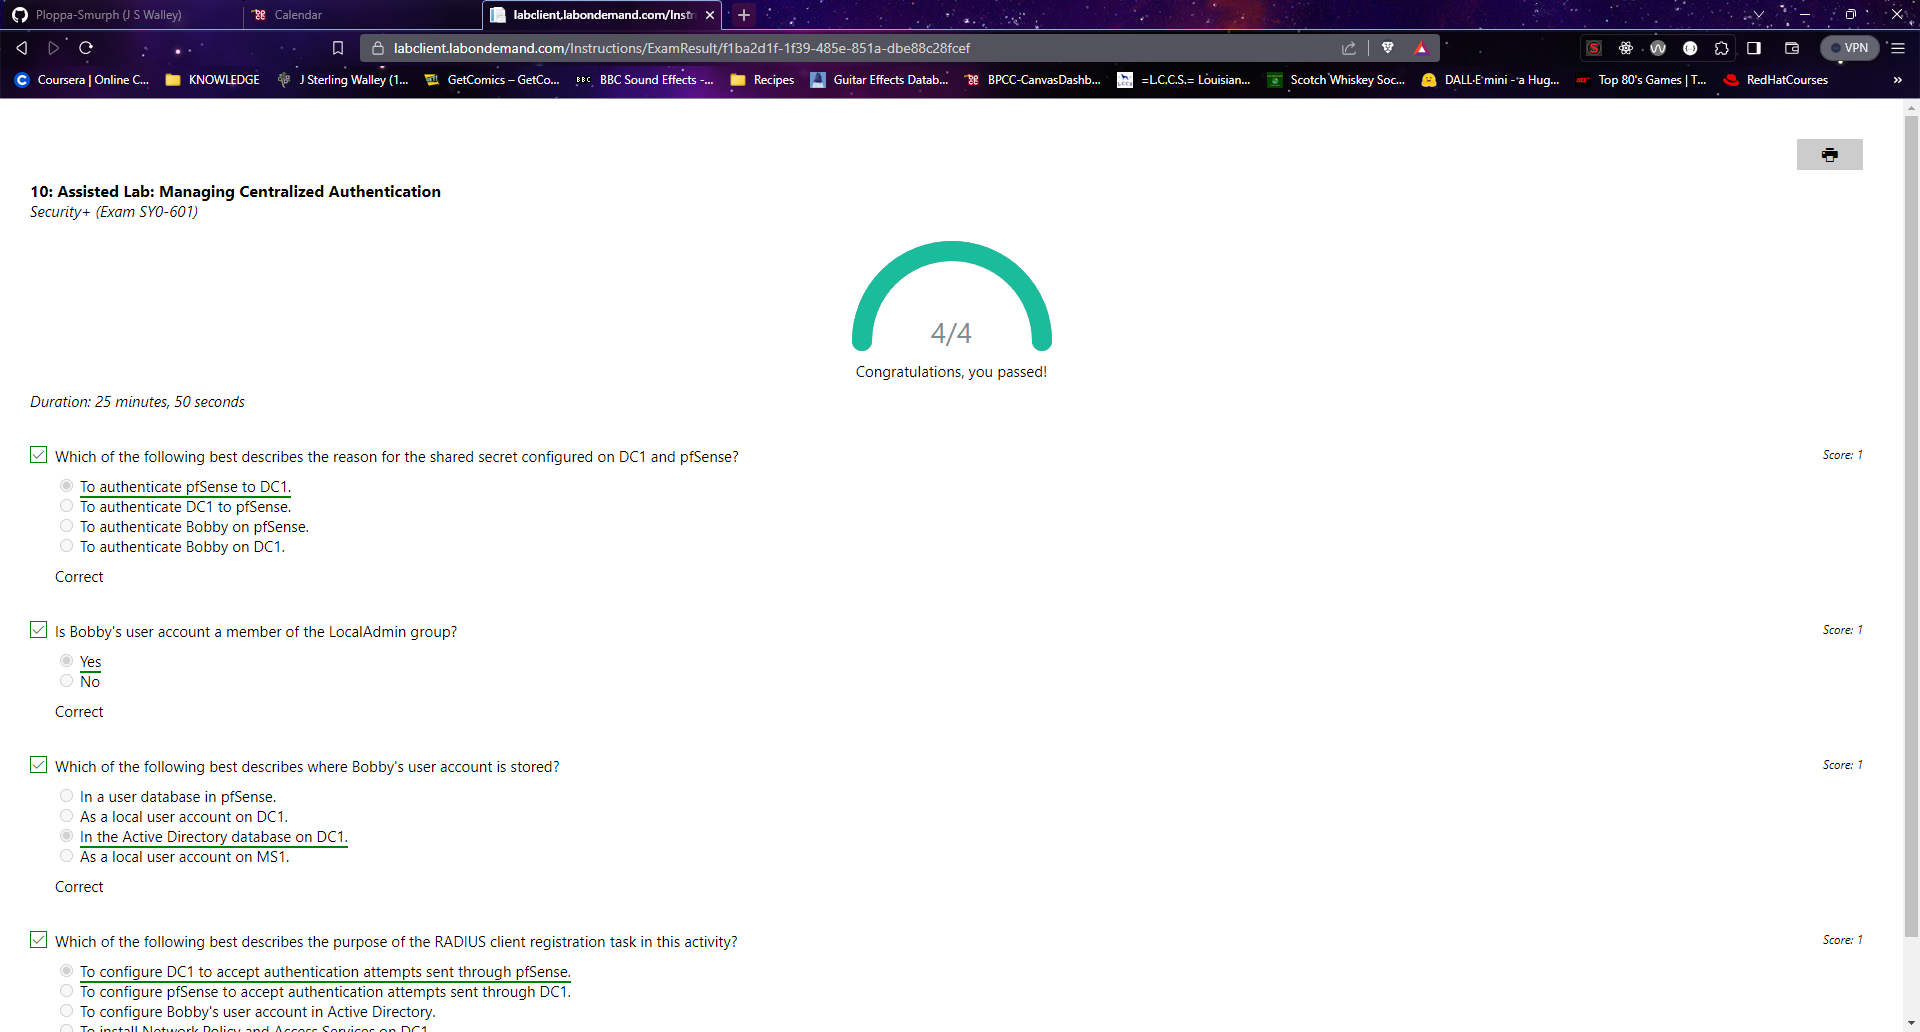 Ploppa-Smurph (J S Walley)
Calendar
labclient.labondemand.com/Instr
labclient.labondemand.com/Instructions/ExamResult/f1ba2d1f-1f39-485e-851a-dbe88c28fcef
VPN
Coursera | Online C...
KNOWLEDGE
J Sterling Walley (1...
GetComics – GetCo...
BBC Sound Effects -...
Recipes
Guitar Effects Datab...
BPCC-CanvasDashb...
=L.C,C.S.= Louisian...
Scotch Whiskey Soc...
DALL·E mini - a Hug...
Top 80's Games | T...
RedHatCourses
»
10: Assisted Lab: Managing Centralized Authentication
Security+ (Exam SY0-601)
4/4
Congratulations, you passed!
Duration: 25 minutes, 50 seconds
Which of the following best describes the reason for the shared secret configured on DC1 and pfSense?
Score: 1
To authenticate pfSense to DC1.
To authenticate DC1 to pfSense.
To authenticate Bobby on pfSense.
To authenticate Bobby on DC1.
Correct
Is Bobby's user account a member of the LocalAdmin group?
Score: 1
Yes
No
Correct
Which of the following best describes where Bobby's user account is stored?
Score: 1
In a user database in pfSense.
As a local user account on DC1.
In the Active Directory database on DC1.
As a local user account on MS1.
Correct
Which of the following best describes the purpose of the RADIUS client registration task in this activity?
Score: 1
To configure DC1 to accept authentication attempts sent through pfSense.
To configure pfSense to accept authentication attempts sent through DC1.
To configure Bobby's user account in Active Directory.
To install Network Policy and Access Services on DC1.